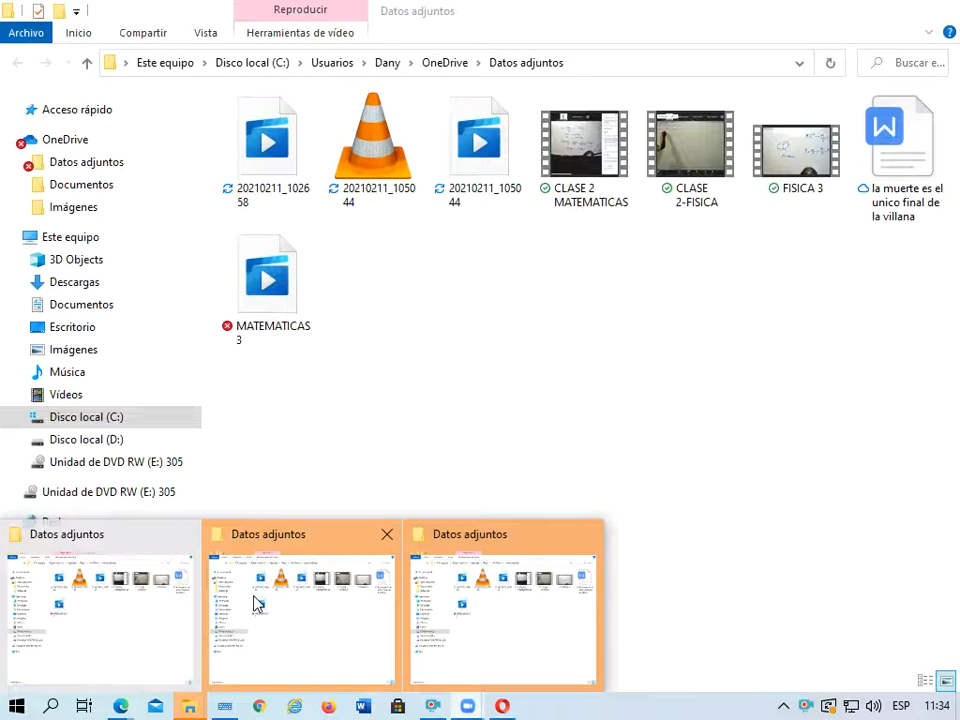 Reproducir
Datos adjuntos
Archivo
Inicio
Compartir
Vista
Herramientas de vídeo
Este equipo
Disco local (C:)
Usuarios
Dany
OneDrive
Datos adjuntos
Buscar e...
Acceso rápido
OneDrive
Datos adjuntos
Documentos
Imágenes
Este equipo
3D Objects
Descargas
Documentos
Escritorio
Imágenes
Música
Vídeos
Disco local (C:)
Disco local (D:)
Unidad de DVD RW (E:) 305
Unidad de DVD RW (E:) 305
Red
20210211_1026
58
20210211_1050
44
20210211_1050
44
CLASE 2
MATEMATICAS
CLASE
2-FISICA
FISICA 3
la muerte es el
unico final de
la villana
MATEMATICAS
3
Datos adjuntos
Datos adjuntos
Datos adjuntos
ESP
11:34